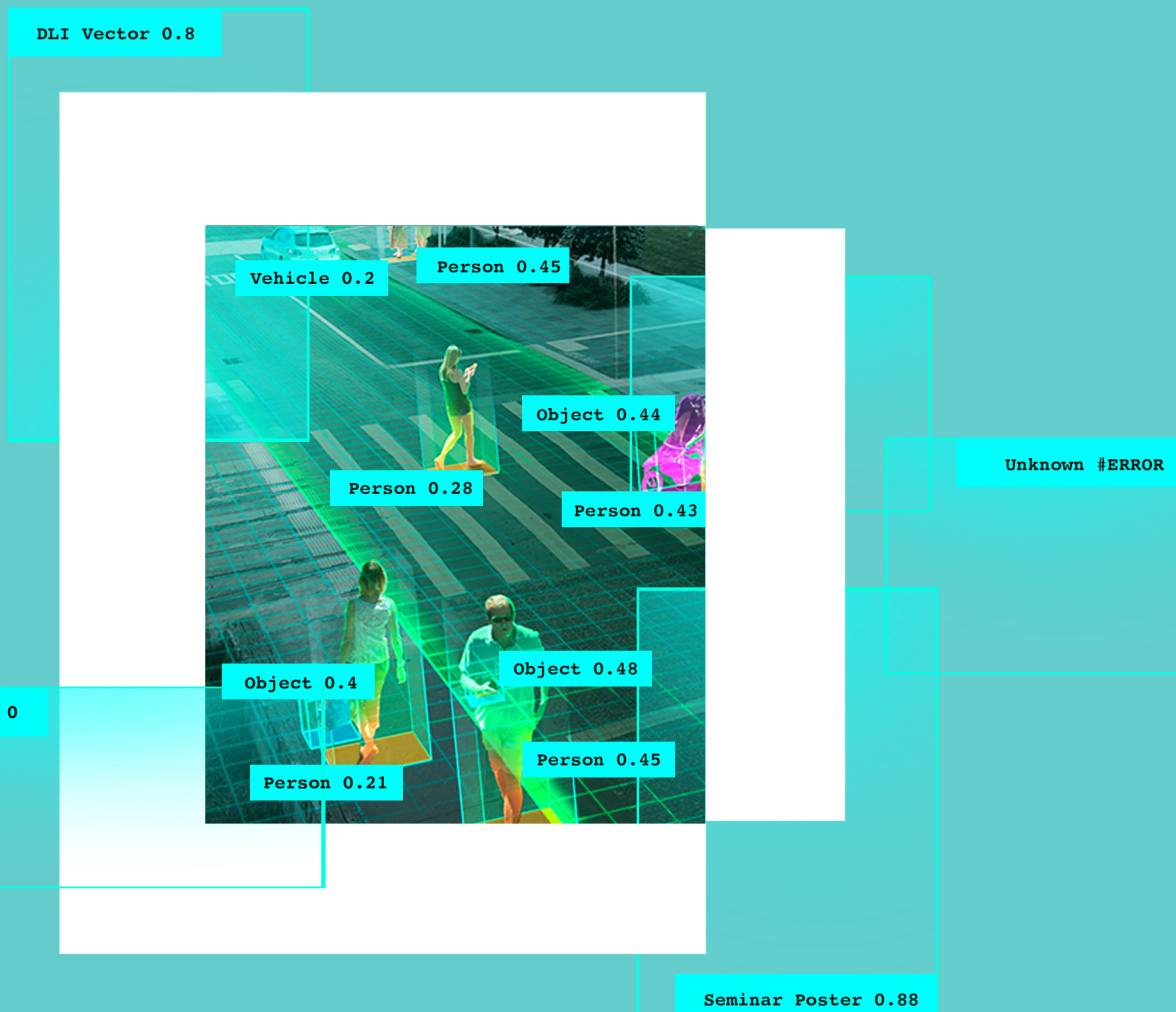 DLI Vector 0.8
Person 0.45
Vehicle 0.2
Object 0.44
Unknown #ERROR
Person 0.28
Person 0.43
Object 0.48
Object 0.4
0
Person 0.45
Person 0.21
Seminar Poster 0.88